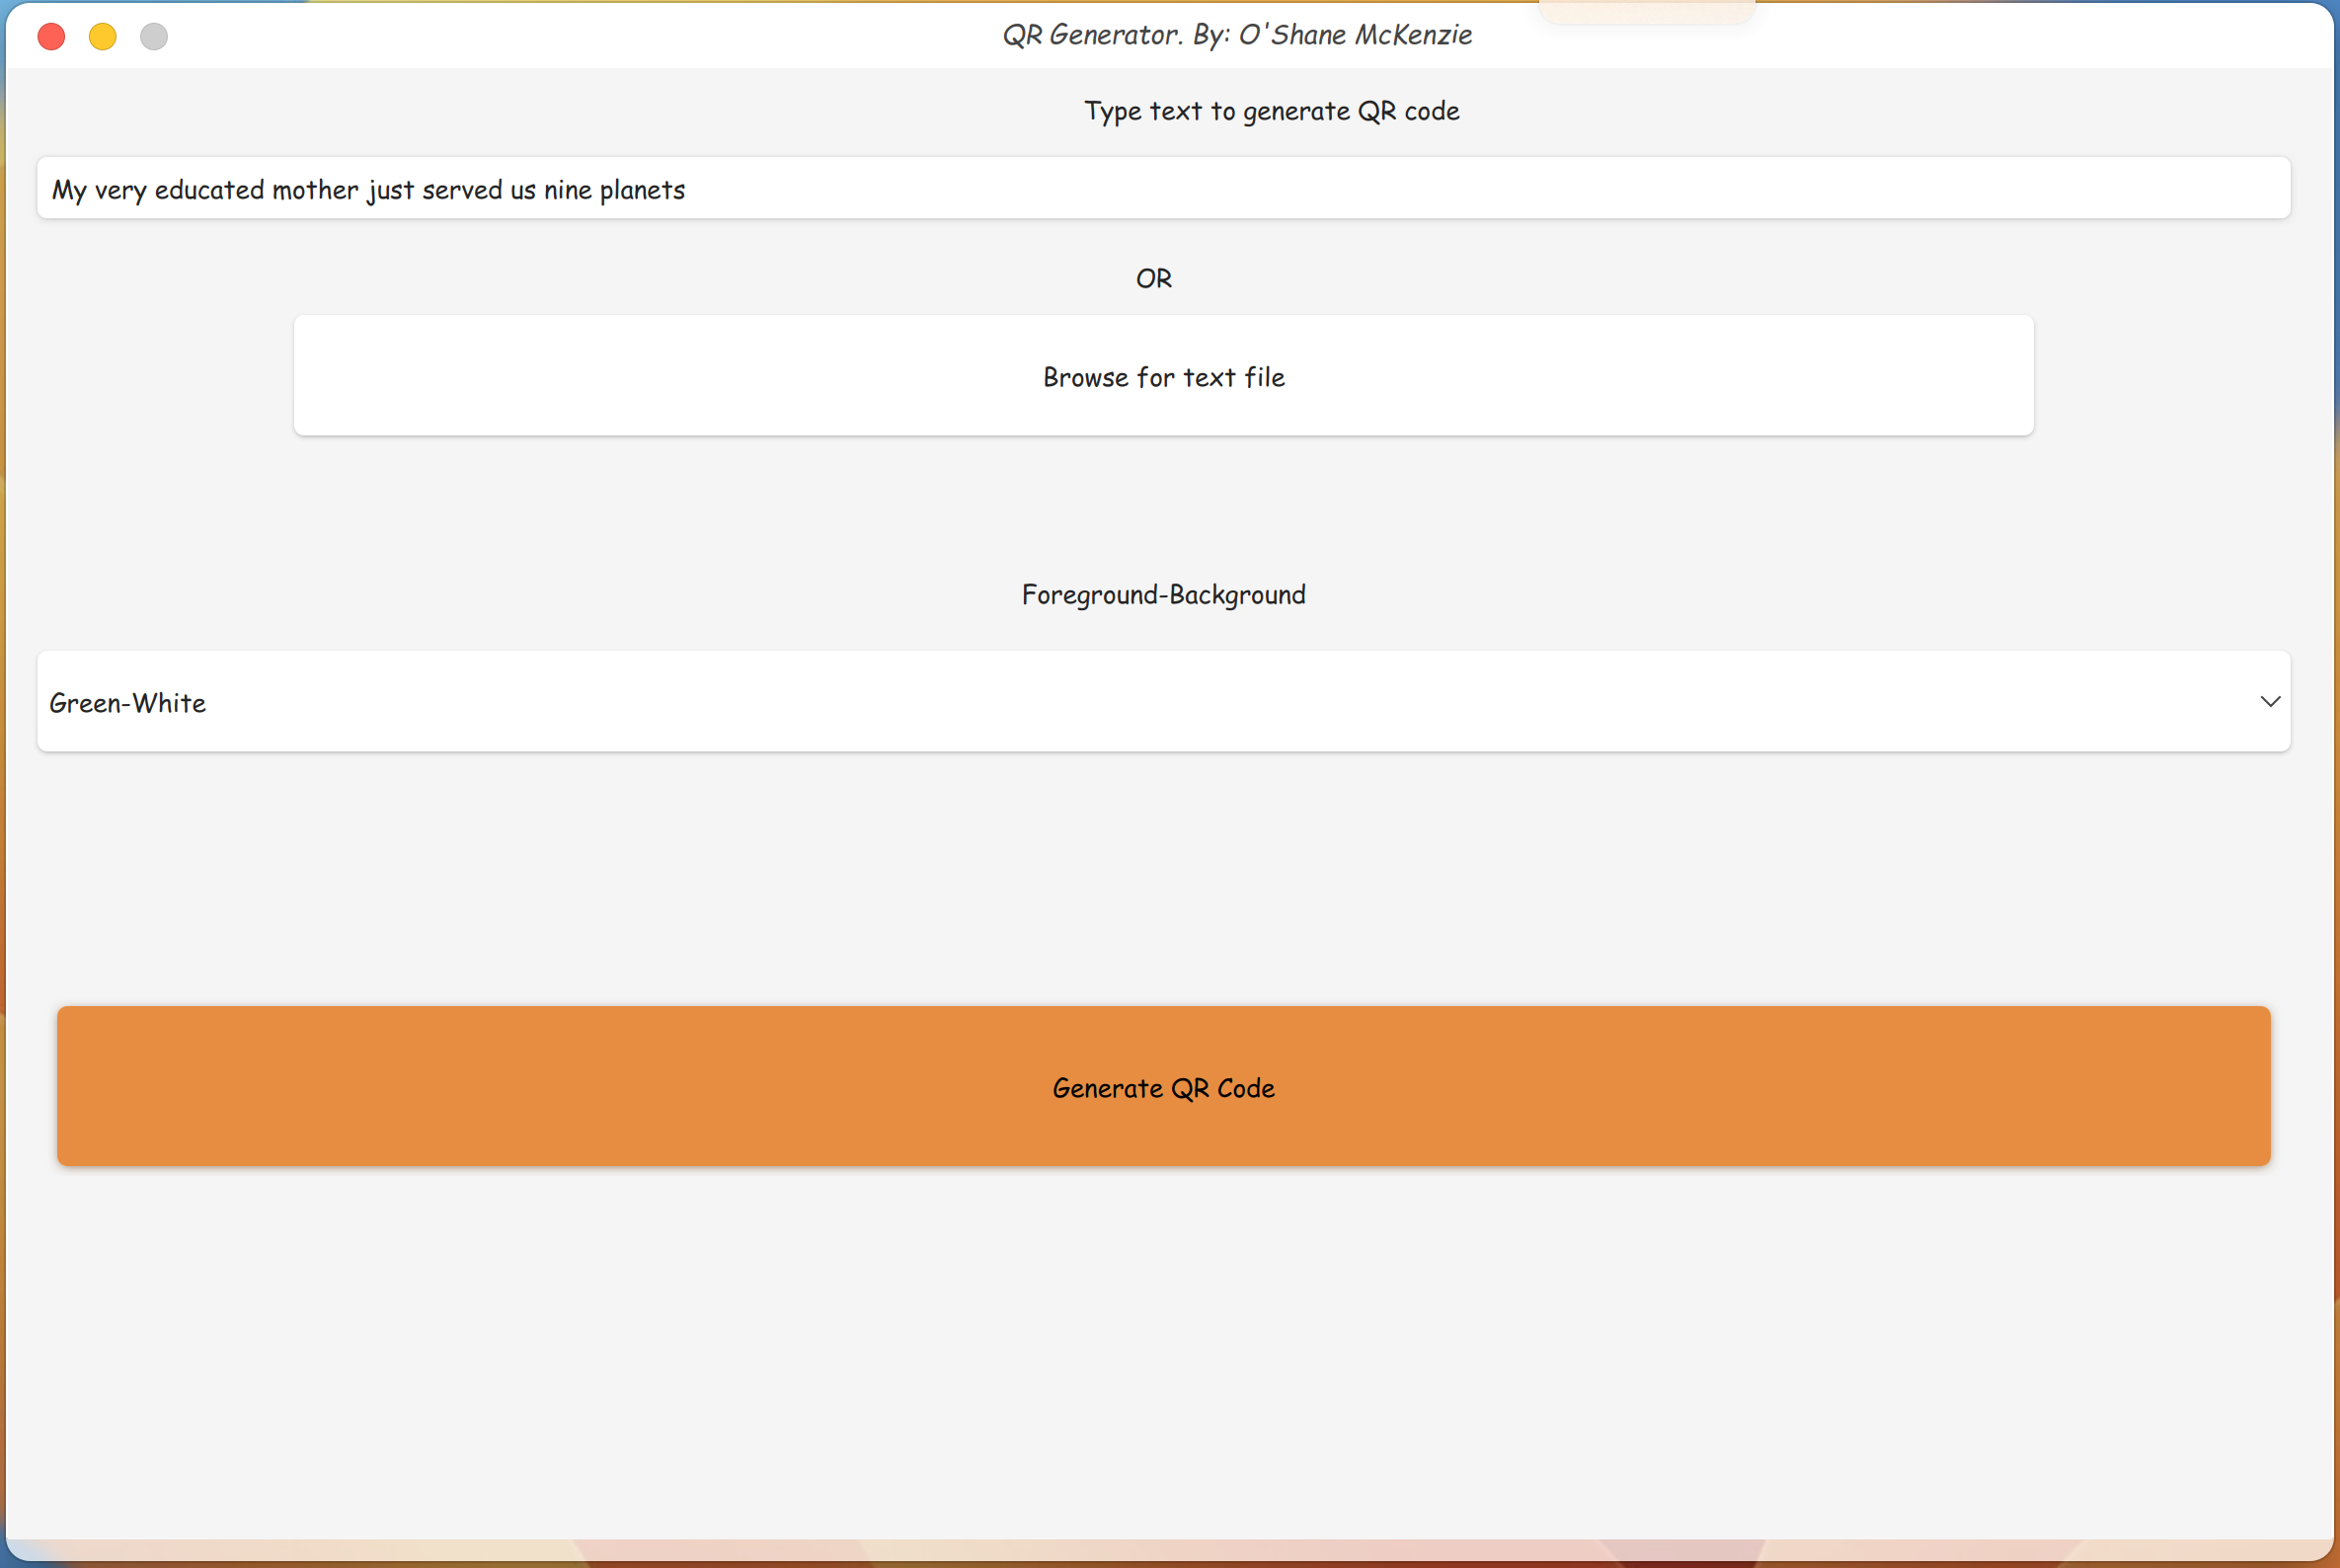 QR Generator. By: O'Shane McKenzie
Type text to generate QR code
My very educated mother just served us nine planets
OR
Browse for text file
Foreground-Background
Green-White
Generate QR Code